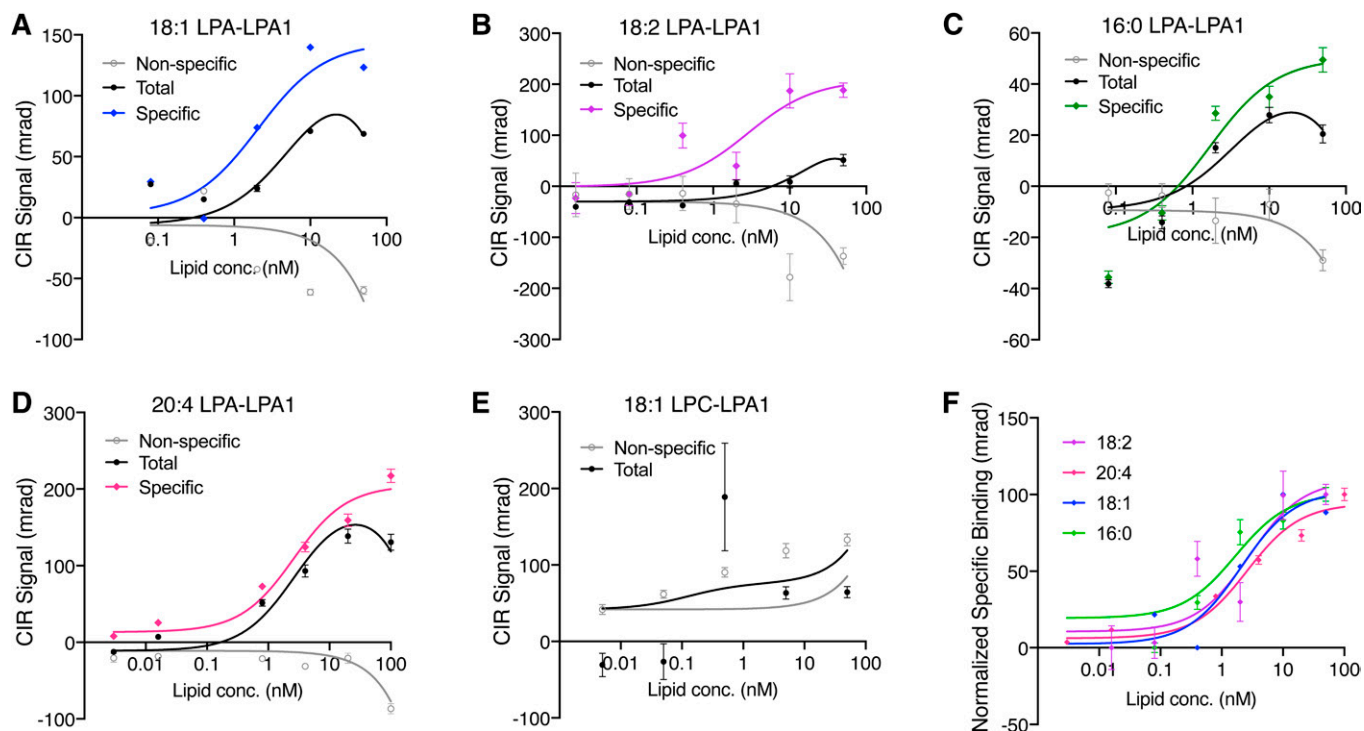 A
18:1 LPA-LPA1
CIR Signal (mrad)
150
100
50
0
-50
-100
Non-specific
Total
Specific
0.1
1
10
100
Lipid conc. (nM)
B
18:2 LPA-LPA1
CIR Signal (mrad)
300
200
100
0
-100
-200
-300
Non-specific
Total
Specific
0.1
1
10
100
Lipid conc. (nM)
C
16:0 LPA-LPA1
CIR Signal (mrad)
60
40
20
0
-20
-40
-60
Non-specific
Total
Specific
0.1
1
10
100
Lipid conc. (nM)
D
20:4 LPA-LPA1
CIR Signal (mrad)
300
200
100
0
-100
Non-specific
Total
Specific
0.01
0.1
1
10
100
Lipid conc. (nM)
E
18:1 LPC-LPA1
CIR Signal (mrad)
300
200
100
0
-100
Non-specific
Total
0.01
0.1
1
10
100
Lipid conc. (nM)
F
Normalized Specific Binding (mrad)
150
100
50
0
-50
18:2
20:4
18:1
16:0
0.01
0.1
1
10
100
Lipid conc. (nM)